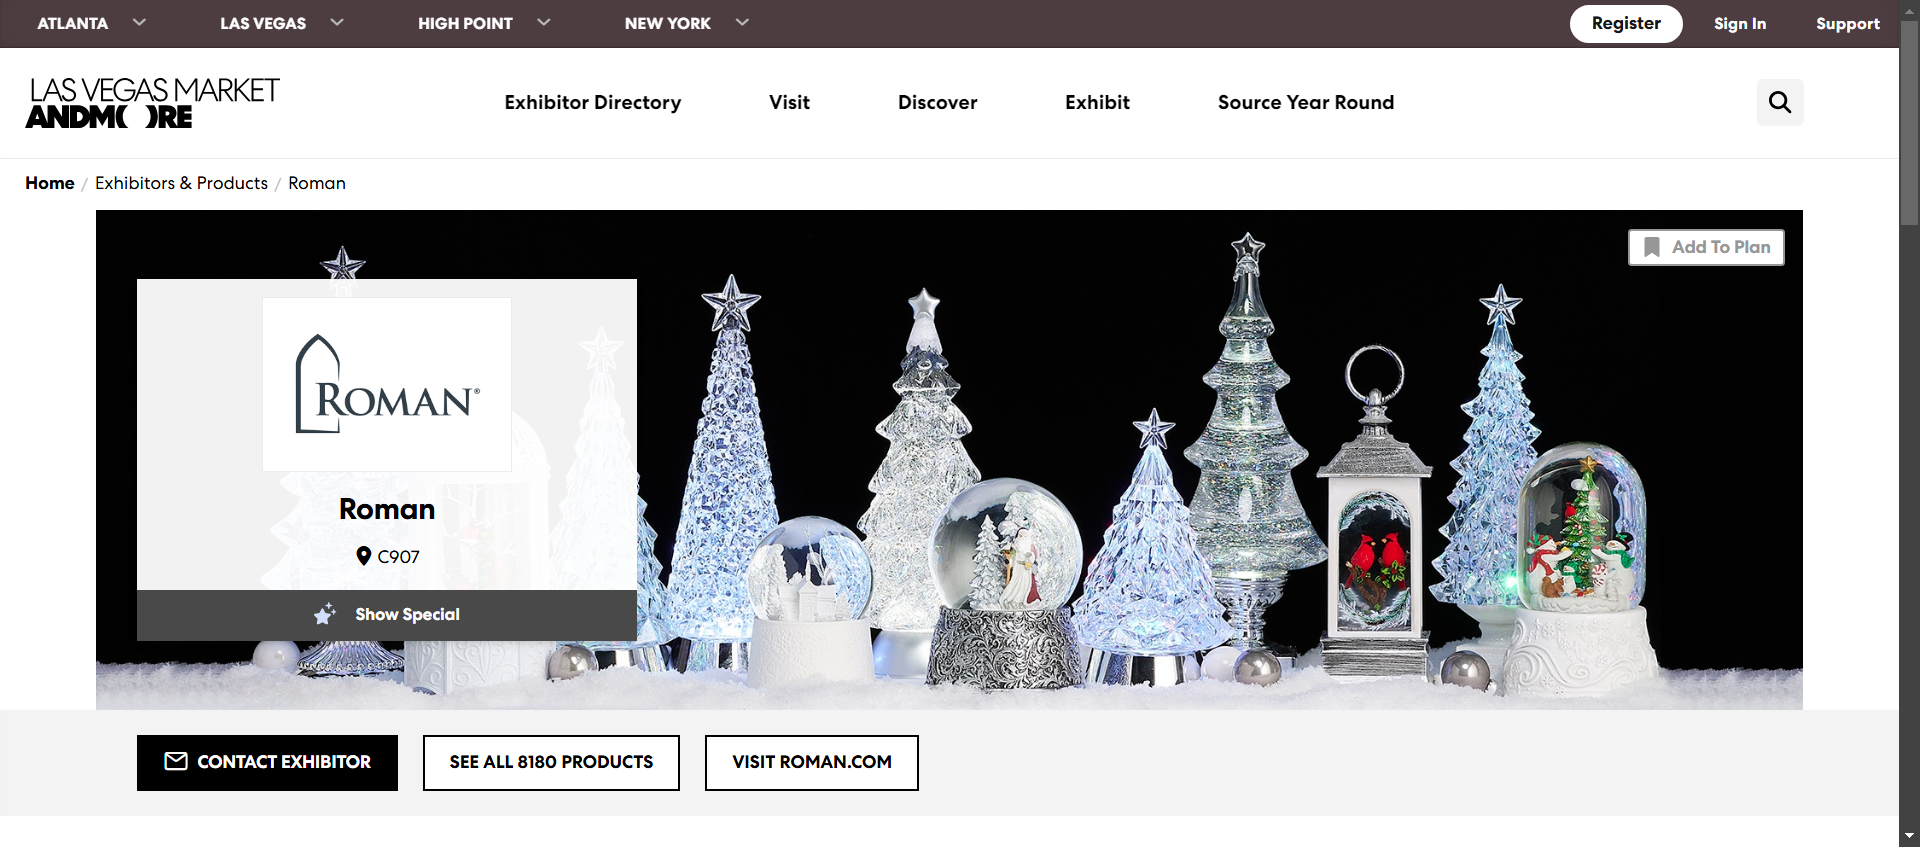 ATLANTA
LAS VEGAS
HIGH POINT
NEW YORK
Register
Sign In
Support
LAS VEGAS MARKET
ANDMORE
Exhibitor Directory
Visit
Discover
Exhibit
Source Year Round
Home / Exhibitors & Products / Roman
Add To Plan
ROMAN®
Roman
C907
Show Special
CONTACT EXHIBITOR
SEE ALL 8180 PRODUCTS
VISIT ROMAN.COM